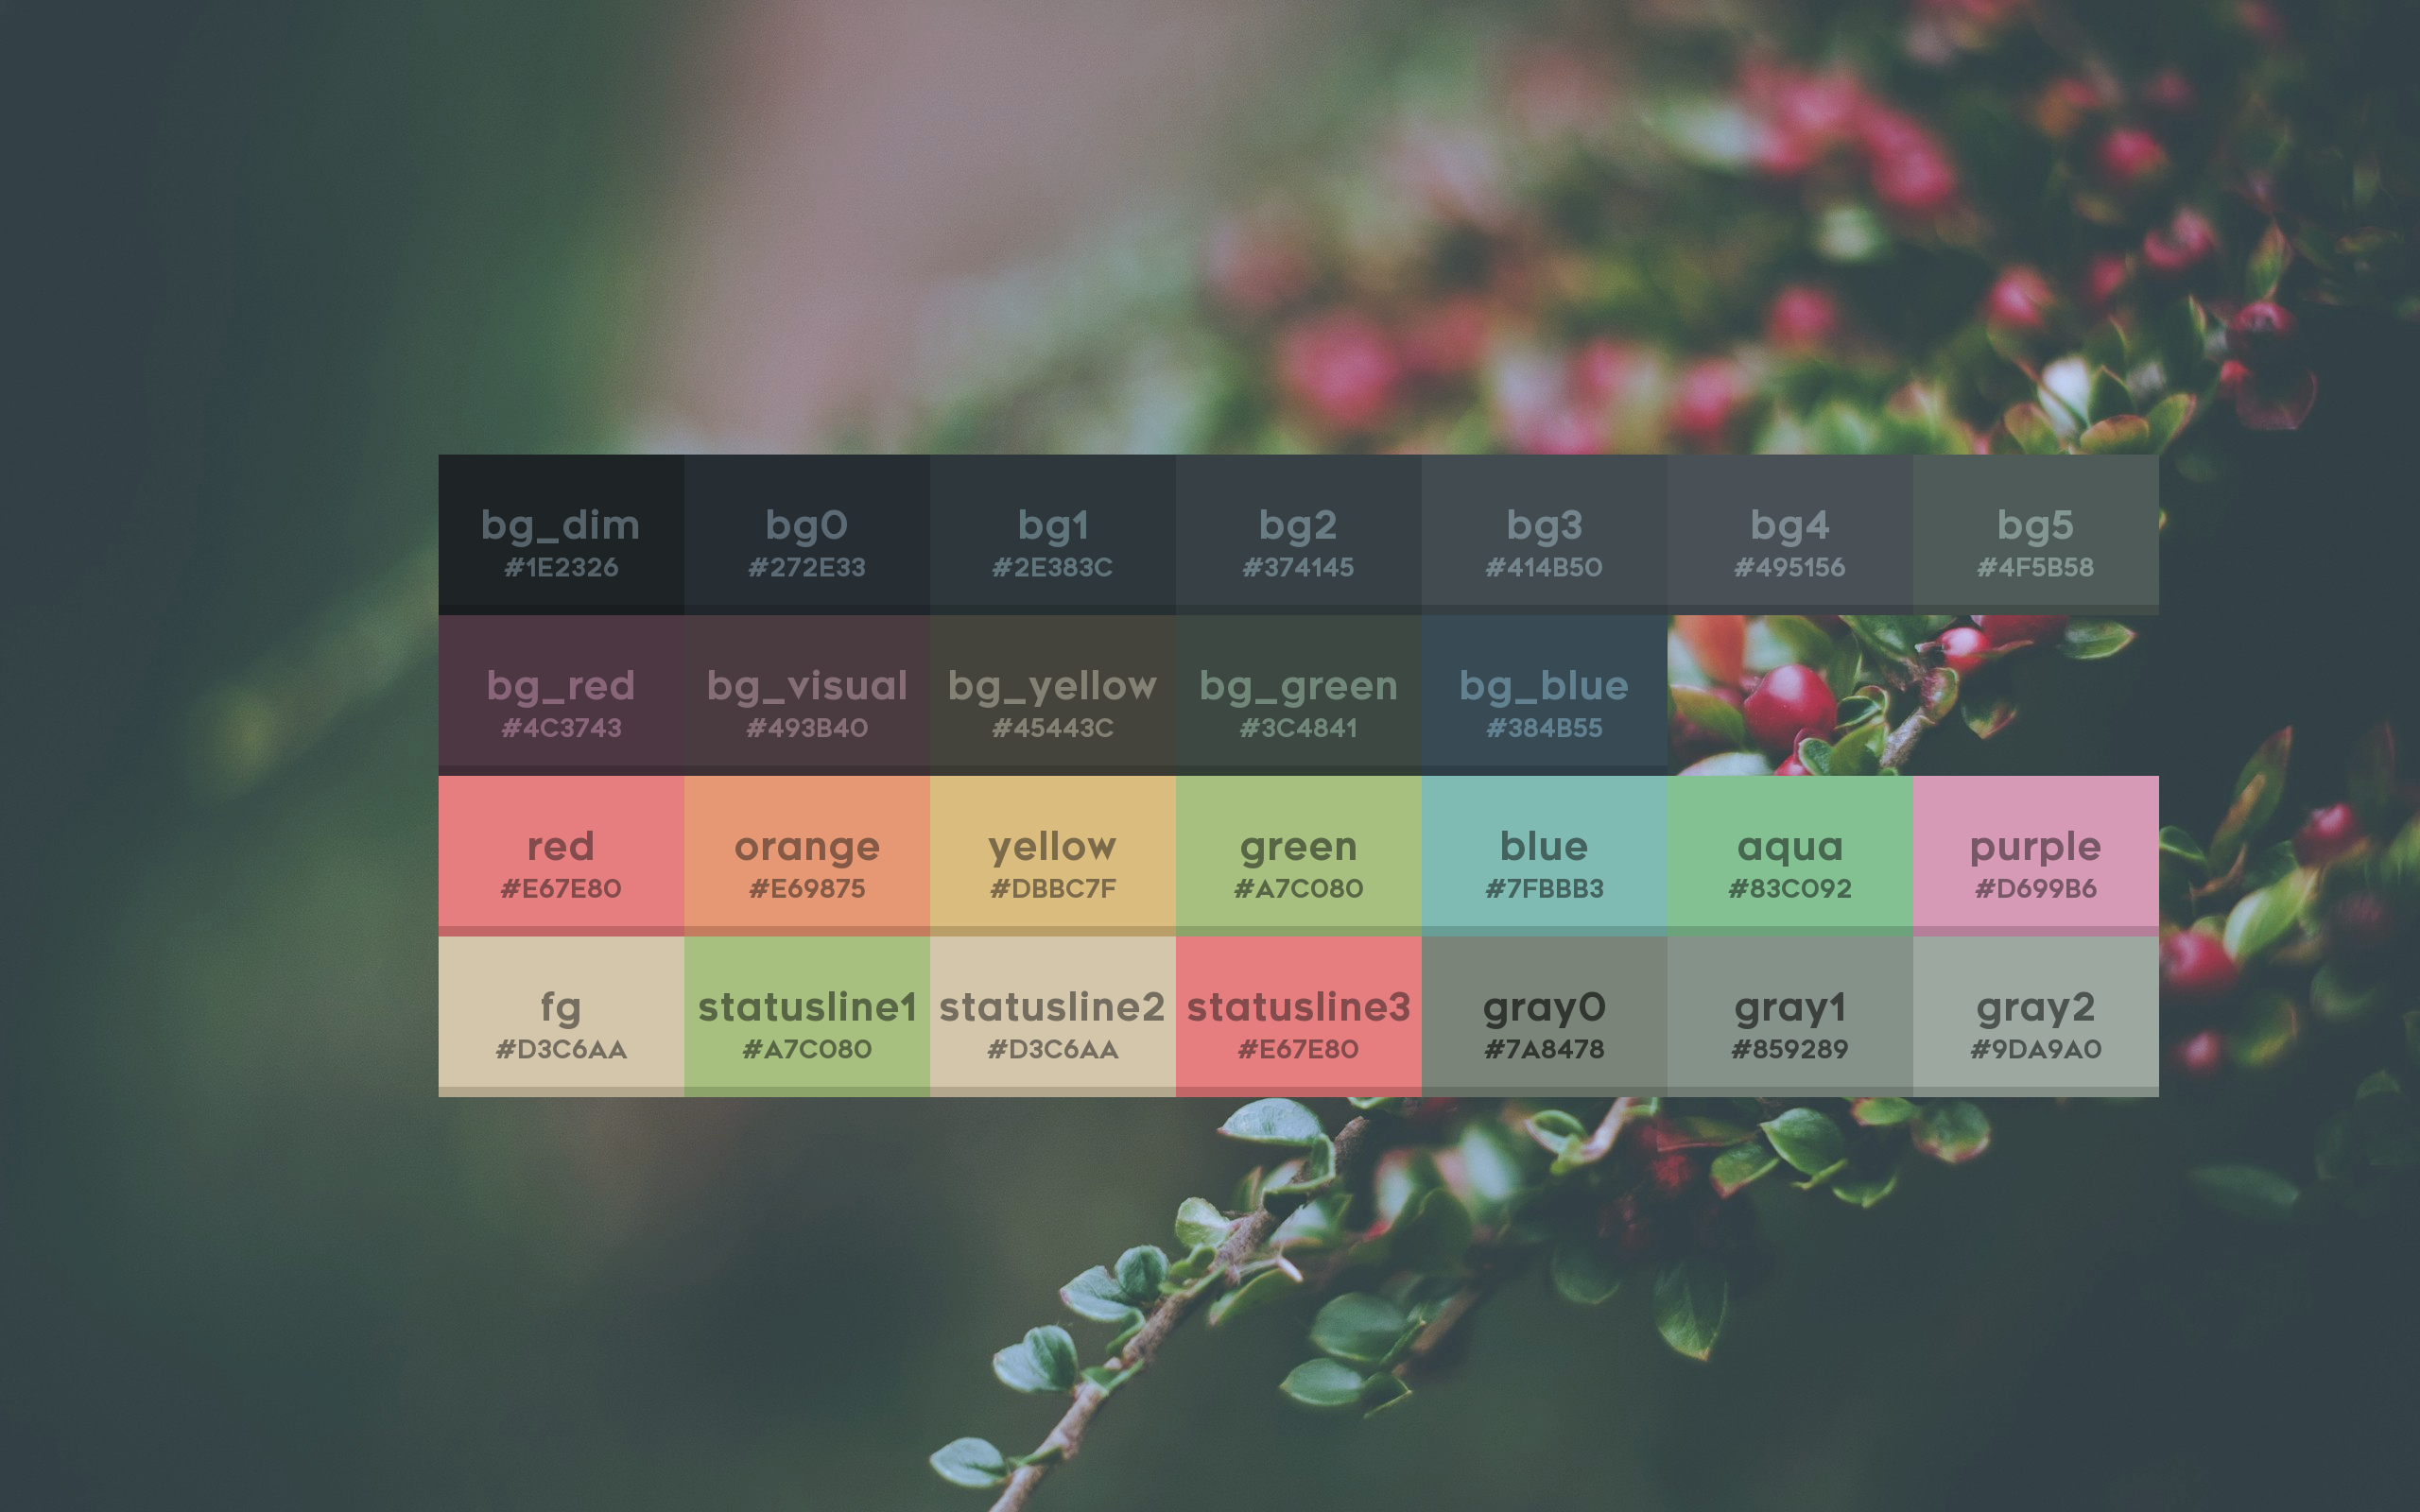 bg_dim bg0 bg1 bg2 bg3 bg4 bg5
#1E2326 #272E33 #2E383C #374145 #414B50 #495156 #4F5B58
bg_red bg_visual bg_yellow bg_green bg_blue
#4C3743 #493B40 #45443C #3C4841 #384B55
red orange yellow green blue aqua purple
#E67E80 #E69875 #DBBC7F #A7C080 #7FBBB3 #83C092 #D699B6
fg statusline1 statusline2 statusline3 gray0 gray1 gray2
#D3C6AA #A7C080 #D3C6AA #E67E80 #7A8478 #859289 #9DA9A0